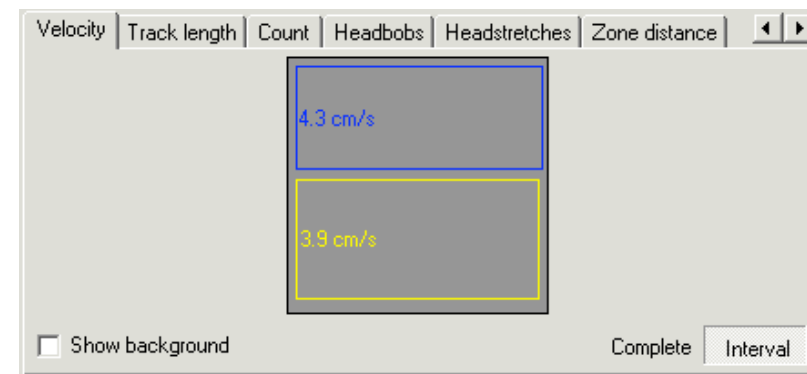 Velocity Track length Count Headbobs Headstretches Zone distance
4.3 cm/s
3.9 cm/s
Show background Complete Interval